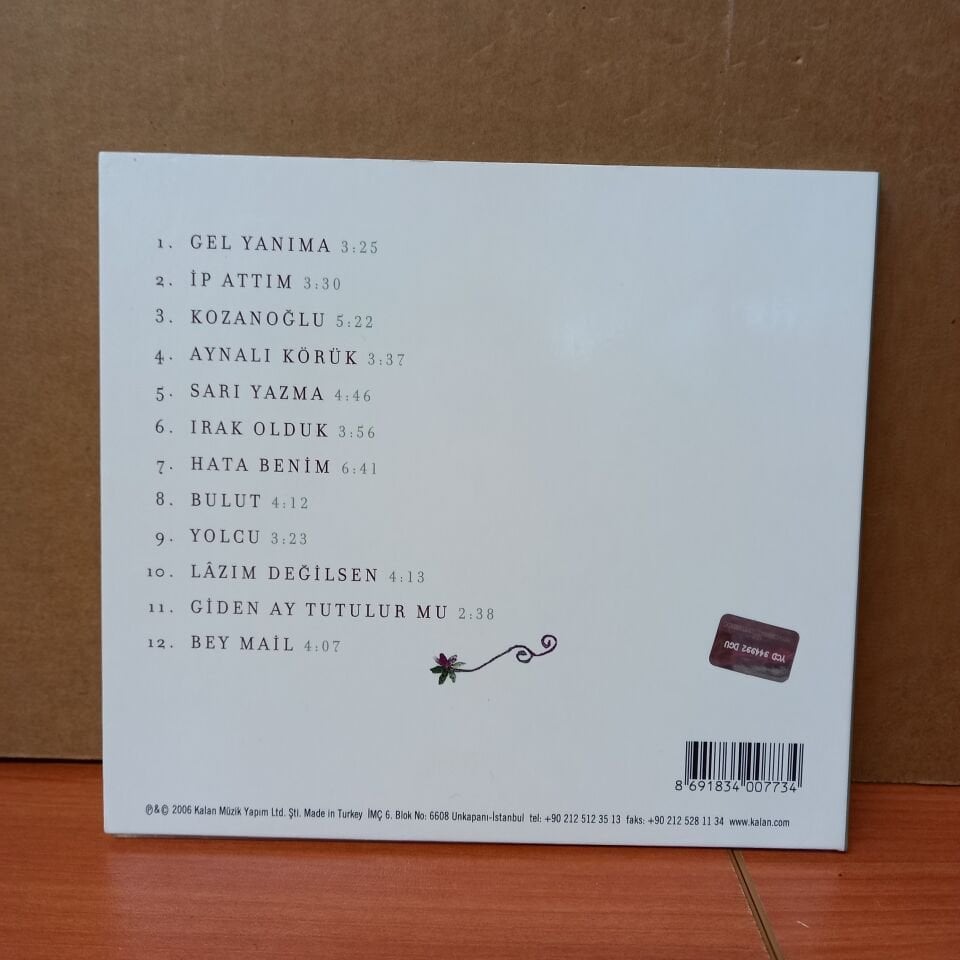 1. GEL YANIMA 3:25
2. İP ATTIM 3:30
3. KOZANOĞLU 5:22
4. AYNALI KÖRÜK 3:37
5. SARI YAZMA 4:46
6. IRAK OLDUK 3:56
7. HATA BENİM 6:41
8. BULUT 4:12
9. YOLCU 3:23
10. LÂZIM DEĞİLSEN 4:13
11. GİDEN AY TUTULUR MU 2:38
12. BEY MAİL 4:07
YCD 344992 DGU
8 691834 007734
℗&© 2006 Kalan Müzik Yapım Ltd. Şti. Made in Turkey İMÇ 6. Blok No: 6608 Unkapanı-İstanbul tel: +90 212 512 35 13 faks: +90 212 528 11 34 www.kalan.com